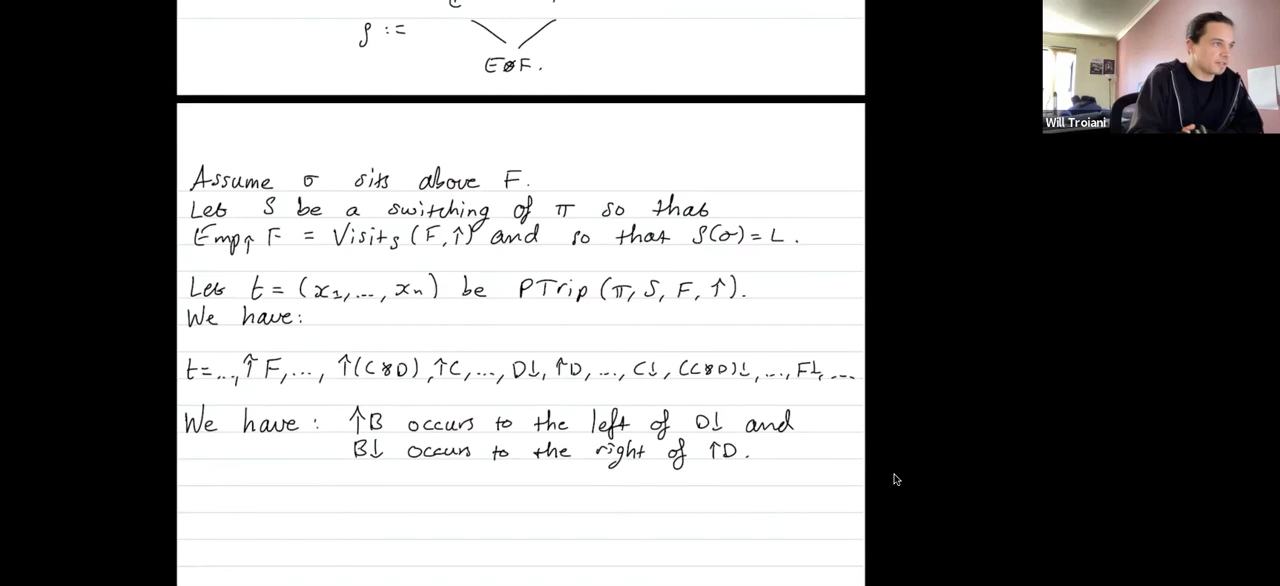 ρ :=
E⊗F.
Will Troiani
Assume σ sits above F.
Let S be a switching of π so that
Emp↑ F = Visits (F,↑) and so that S(σ) = L.
Let t = (x₁, ..., xₙ) be PTrip (π, S, F, ↑).
We have:
t = ..., ↑F, ..., ↑(C⅋D), ↑C, ..., D↓, ↑D, ..., C↓, (C⅋D)↓, ..., F↓, ...
We have: ↑B occurs to the left of D↓ and
B↓ occurs to the right of ↑D.